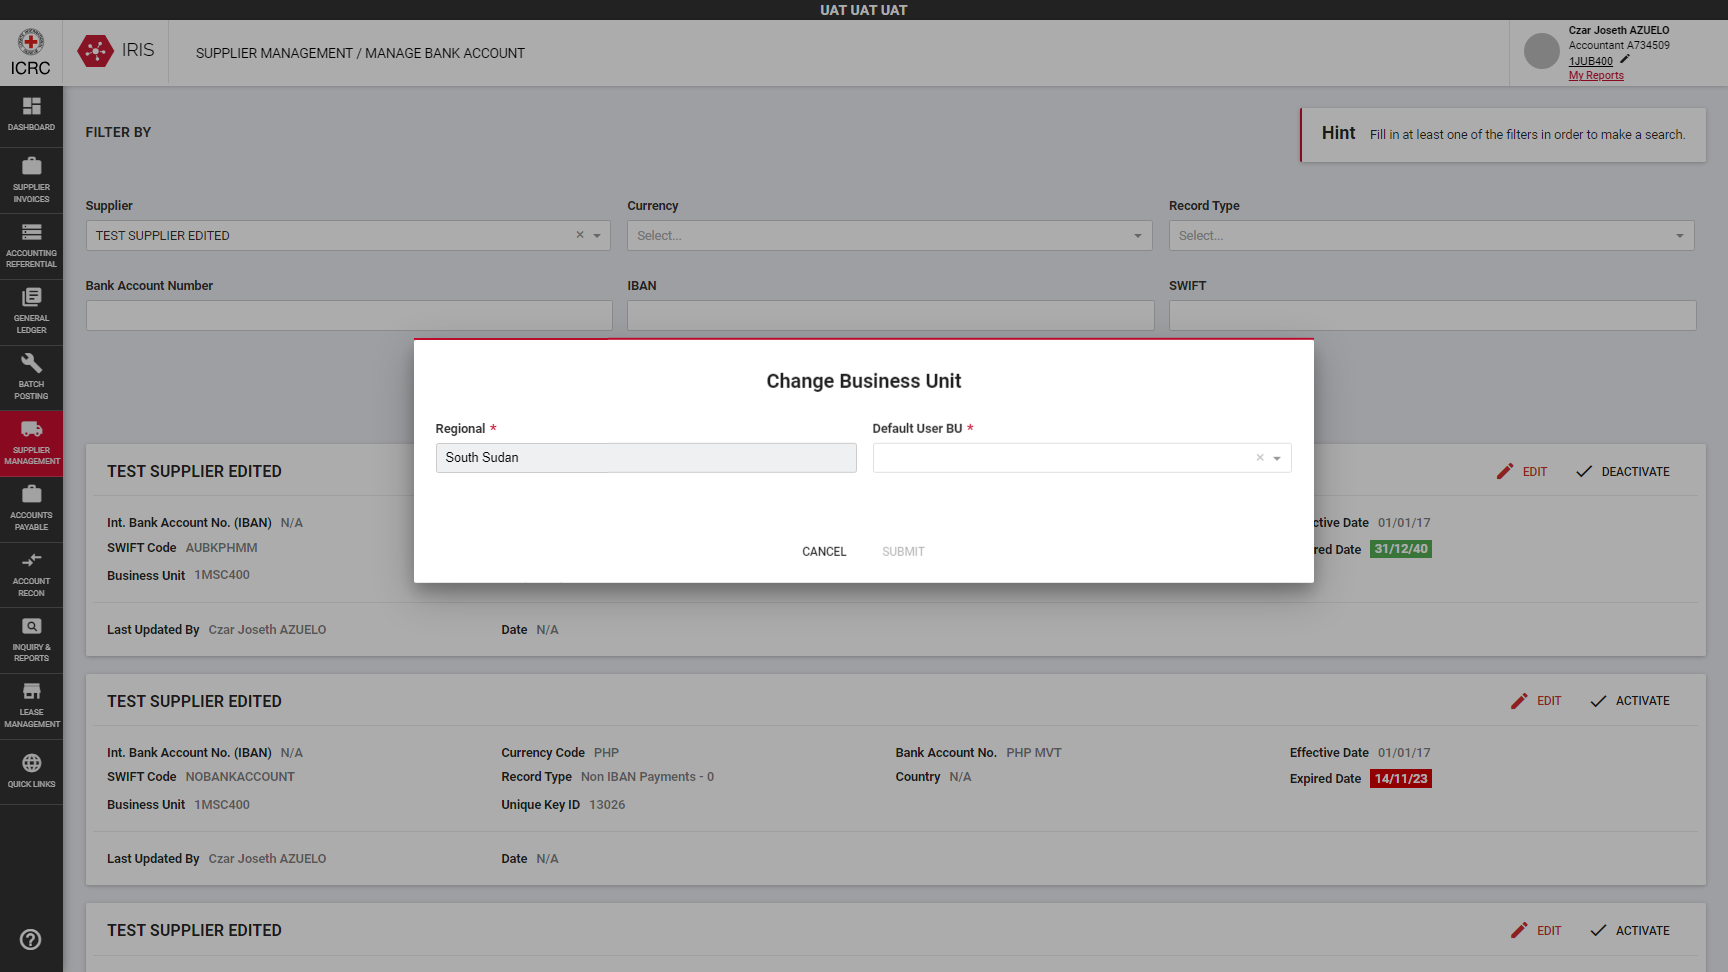 UAT UAT UAT
ICRC
IRIS
SUPPLIER MANAGEMENT / MANAGE BANK ACCOUNT
Czar Joseth AZUELO
Accountant A734509
1JUB400
My Reports
DASHBOARD
SUPPLIER
INVOICES
ACCOUNTING
REFERENTIAL
GENERAL
LEDGER
BATCH
POSTING
SUPPLIER
MANAGEMENT
ACCOUNTS
PAYABLE
ACCOUNT
RECON
INQUIRY &
REPORTS
LEASE
MANAGEMENT
QUICK LINKS
FILTER BY
Hint Fill in at least one of the filters in order to make a search.
Supplier Currency Record Type
TEST SUPPLIER EDITED Select... Select...
Bank Account Number IBAN SWIFT
Change Business Unit
Regional * Default User BU *
South Sudan
CANCEL SUBMIT
TEST SUPPLIER EDITED EDIT DEACTIVATE
Int. Bank Account No. (IBAN) N/A ctive Date 01/01/17
SWIFT Code AUBKPHMM red Date 31/12/40
Business Unit 1MSC400
Last Updated By Czar Joseth AZUELO Date N/A
TEST SUPPLIER EDITED EDIT ACTIVATE
Int. Bank Account No. (IBAN) N/A Currency Code PHP Bank Account No. PHP MVT Effective Date 01/01/17
SWIFT Code NOBANKACCOUNT Record Type Non IBAN Payments - 0 Country N/A Expired Date 14/11/23
Business Unit 1MSC400 Unique Key ID 13026
Last Updated By Czar Joseth AZUELO Date N/A
TEST SUPPLIER EDITED EDIT ACTIVATE